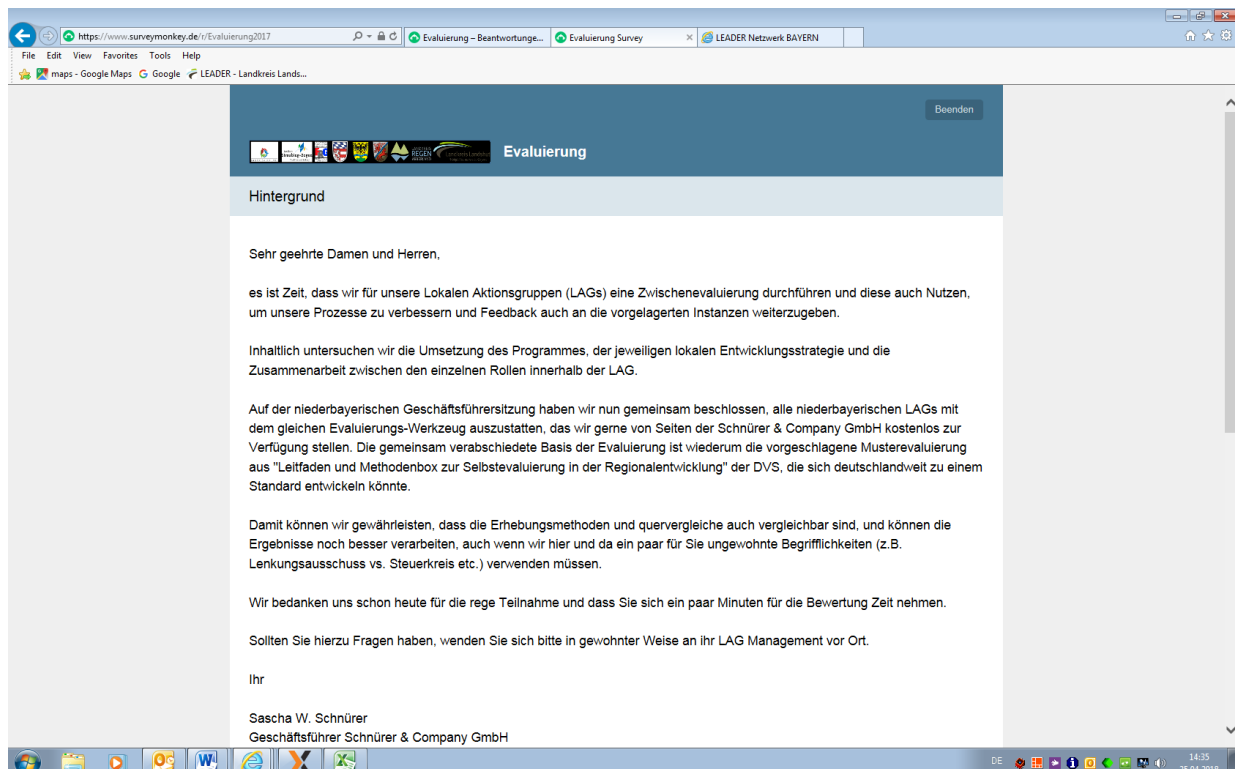 https://www.surveymonkey.de/r/Evaluierung2017
Evaluierung – Beantwortunge...
Evaluierung Survey
LEADER Netzwerk BAYERN
File Edit View Favorites Tools Help
maps - Google Maps Google LEADER - Landkreis Lands...
Beenden
REGEN
Evaluierung
Hintergrund
Sehr geehrte Damen und Herren,
es ist Zeit, dass wir für unsere Lokalen Aktionsgruppen (LAGs) eine Zwischenevaluierung durchführen und diese auch Nutzen,
um unsere Prozesse zu verbessern und Feedback auch an die vorgelagerten Instanzen weiterzugeben.
Inhaltlich untersuchen wir die Umsetzung des Programmes, der jeweiligen lokalen Entwicklungsstrategie und die
Zusammenarbeit zwischen den einzelnen Rollen innerhalb der LAG.
Auf der niederbayerischen Geschäftsführersitzung haben wir nun gemeinsam beschlossen, alle niederbayerischen LAGs mit
dem gleichen Evaluierungs-Werkzeug auszustatten, das wir gerne von Seiten der Schnürer & Company GmbH kostenlos zur
Verfügung stellen. Die gemeinsam verabschiedete Basis der Evaluierung ist wiederum die vorgeschlagene Musterevaluierung
aus "Leitfaden und Methodenbox zur Selbstevaluierung in der Regionalentwicklung" der DVS, die sich deutschlandweit zu einem
Standard entwickeln könnte.
Damit können wir gewährleisten, dass die Erhebungsmethoden und quervergleiche auch vergleichbar sind, und können die
Ergebnisse noch besser verarbeiten, auch wenn wir hier und da ein paar für Sie ungewohnte Begrifflichkeiten (z.B.
Lenkungsausschuss vs. Steuerkreis etc.) verwenden müssen.
Wir bedanken uns schon heute für die rege Teilnahme und dass Sie sich ein paar Minuten für die Bewertung Zeit nehmen.
Sollten Sie hierzu Fragen haben, wenden Sie sich bitte in gewohnter Weise an ihr LAG Management vor Ort.
Ihr
Sascha W. Schnürer
Geschäftsführer Schnürer & Company GmbH
DE
14:35